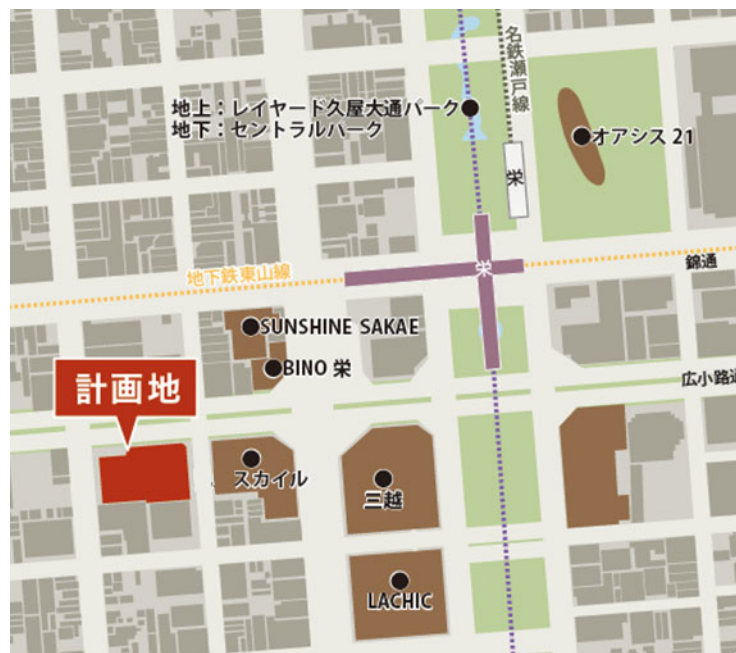 名鉄瀬戸線
地上：レイヤード久屋大通パーク
地下：セントラルパーク
オアシス21
栄
栄
地下鉄東山線
錦通
SUNSHINE SAKAE
BINO 栄
広小路通
計画地
スカイル
三越
LACHIC